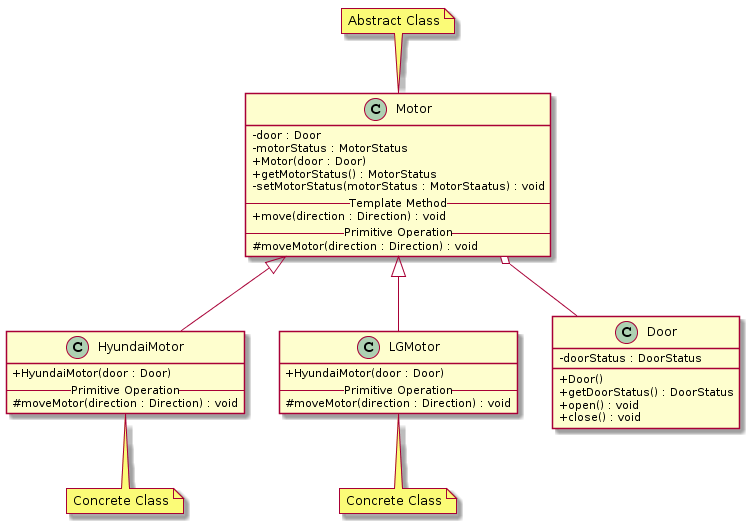 Abstract Class
C Motor
-door : Door
-motorStatus : MotorStatus
+Motor(door : Door)
+getMotorStatus() : MotorStatus
-setMotorStatus(motorStatus : MotorStaatus) : void
Template Method
+move(direction : Direction) : void
Primitive Operation
#moveMotor(direction : Direction) : void
C HyundaiMotor
+HyundaiMotor(door : Door)
Primitive Operation
#moveMotor(direction : Direction) : void
C LGMotor
+HyundaiMotor(door : Door)
Primitive Operation
#moveMotor(direction : Direction) : void
C Door
-doorStatus : DoorStatus
+Door()
+getDoorStatus() : DoorStatus
+open() : void
+close() : void
Concrete Class
Concrete Class